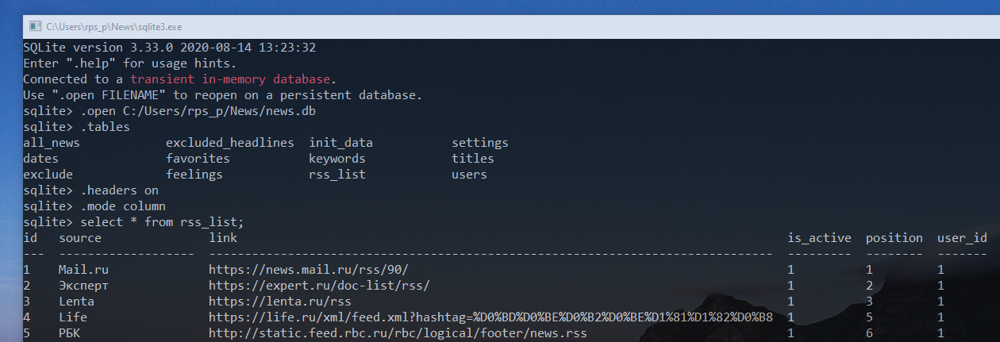 C:\Users\rps_p\News\sqlite3.exe
SQLite version 3.33.0 2020-08-14 13:23:32
Enter ".help" for usage hints.
Connected to a transient in-memory database.
Use ".open FILENAME" to reopen on a persistent database.
sqlite> .open C:/Users/rps_p/News/news.db
sqlite> .tables
all_news            excluded_headlines  init_data           settings
dates               favorites           keywords            titles
exclude             feelings            rss_list            users
sqlite> .headers on
sqlite> .mode column
sqlite> select * from rss_list;
id   source               link                                                                             is_active  position  user_id
---  -------------------  -------------------------------------------------------------------------------  ---------  --------  -------
1    Mail.ru              https://news.mail.ru/rss/90/                                                     1          1         1
2    Эксперт              https://expert.ru/doc-list/rss/                                                  1          2         1
3    Lenta                https://lenta.ru/rss                                                             1          3         1
4    Life                 https://life.ru/xml/feed.xml?hashtag=%D0%BD%D0%BE%D0%B2%D0%BE%D1%81%D1%82%D0%B8  1          5         1
5    РБК                  http://static.feed.rbc.ru/rbc/logical/footer/news.rss                            1          6         1